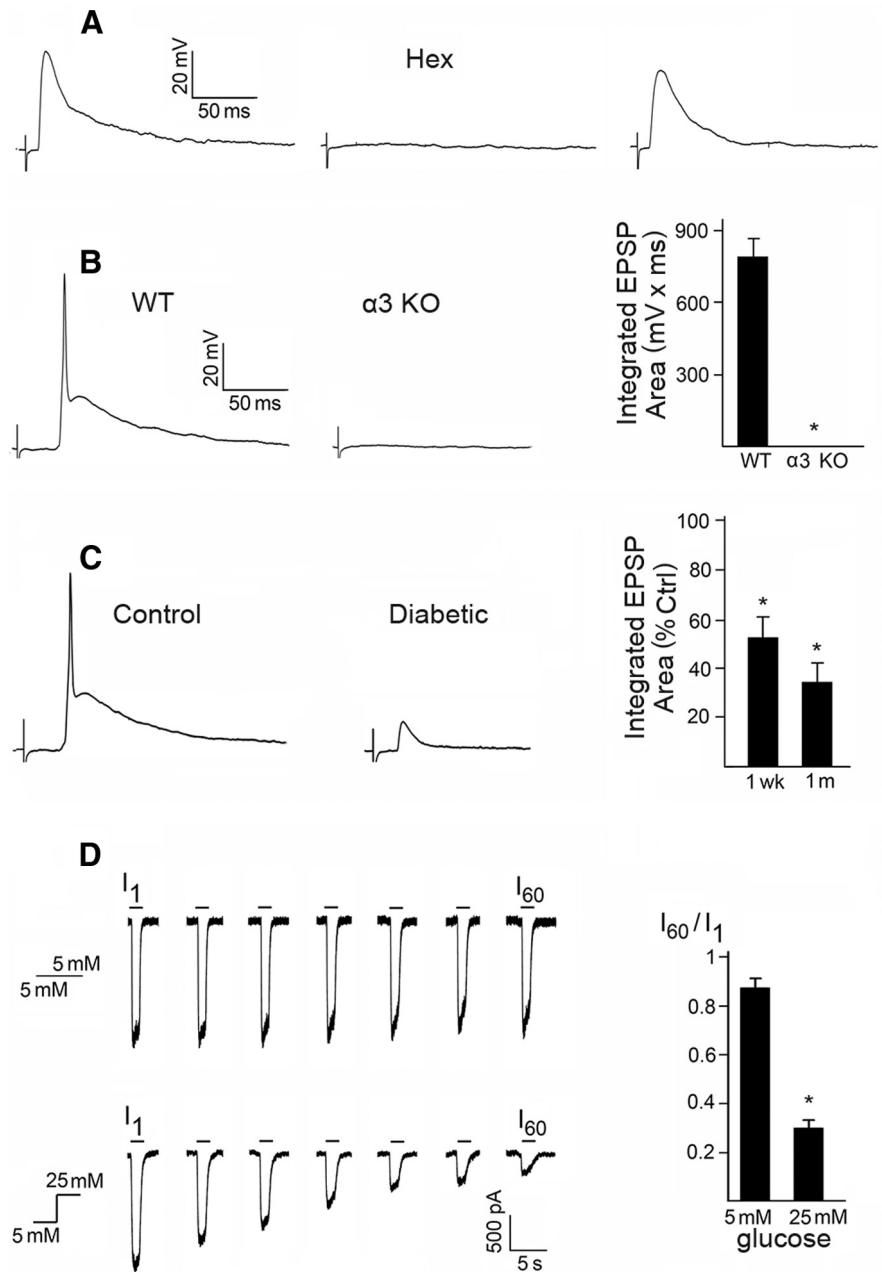 A
20 mV
50 ms
Hex
B
WT
20 mV
50 ms
α3 KO
Integrated EPSP
Area (mV x ms)
900
600
300
*
WT α3 KO
C
Control
Diabetic
Integrated EPSP
Area (% Ctrl)
100
80
60
40
20
*
*
1 wk 1 m
D
I1
I60
5 mM
5 mM
I1
I60
25 mM
5 mM
500 pA
5 s
I60/I1
1
0.8
0.6
0.4
0.2
*
5 mM 25 mM
glucose